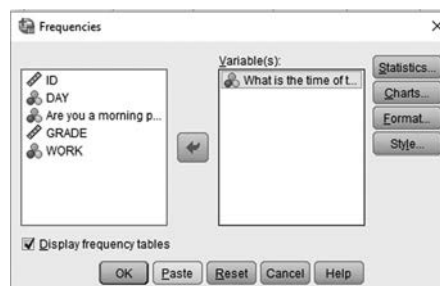 Frequencies
Variable(s):
ID
DAY
Are you a morning p...
GRADE
WORK
What is the time of t...
Statistics...
Charts...
Format...
Style...
Display frequency tables
OK Paste Reset Cancel Help